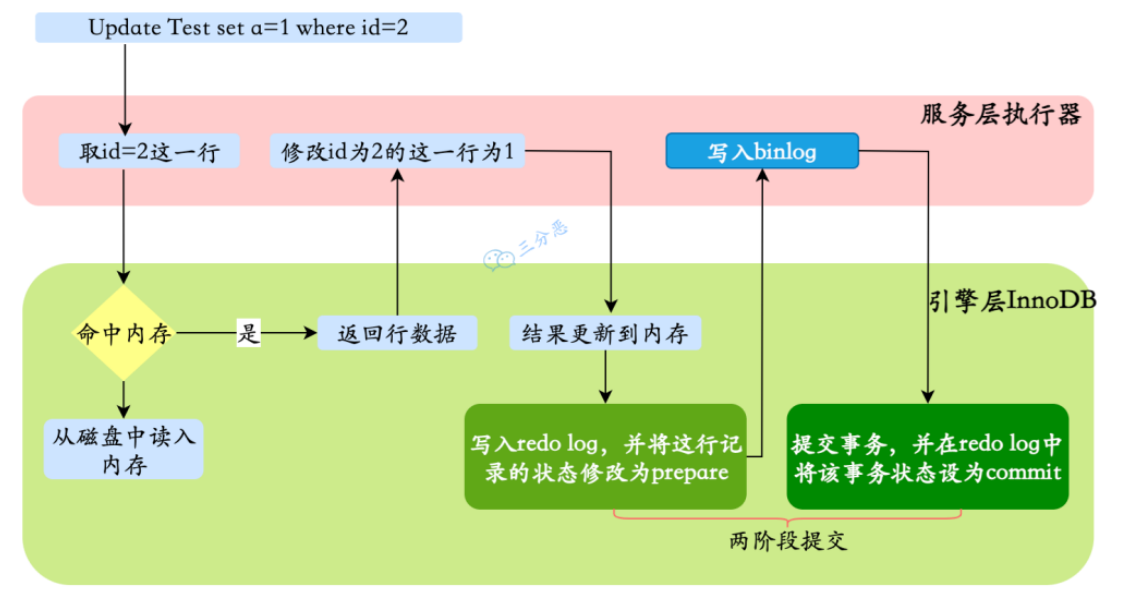 Update Test set a=1 where id=2
服务层执行器
取id=2这一行
修改id为2的这一行为1
写入binlog
三分恶
引擎层InnoDB
命中内存
是
返回行数据
结果更新到内存
从磁盘中读入
内存
写入redo log，并将这行记
录的状态修改为prepare
提交事务，并在redo log中
将该事务状态设为commit
两阶段提交